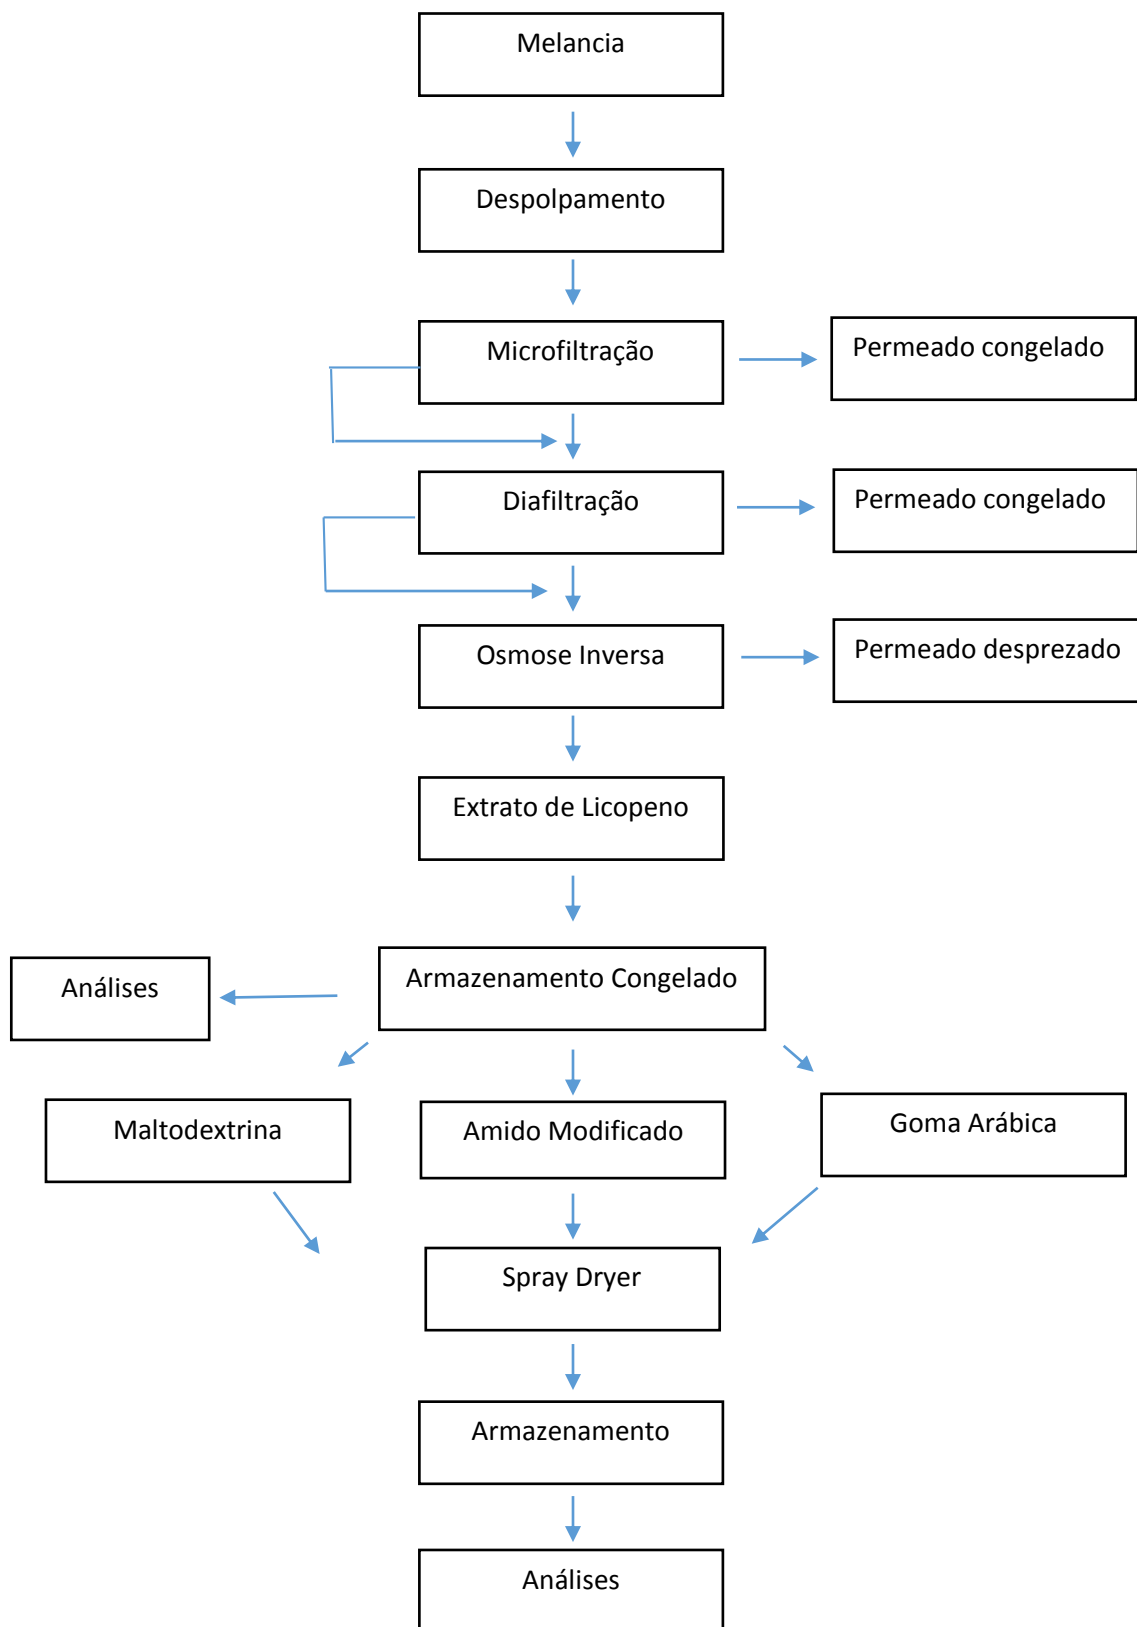 Melancia
Despolpamento
Microfiltração
Permeado congelado
Diafiltração
Permeado congelado
Osmose Inversa
Permeado desprezado
Extrato de Licopeno
Armazenamento Congelado
Análises
Maltodextrina
Amido Modificado
Goma Arábica
Spray Dryer
Armazenamento
Análises